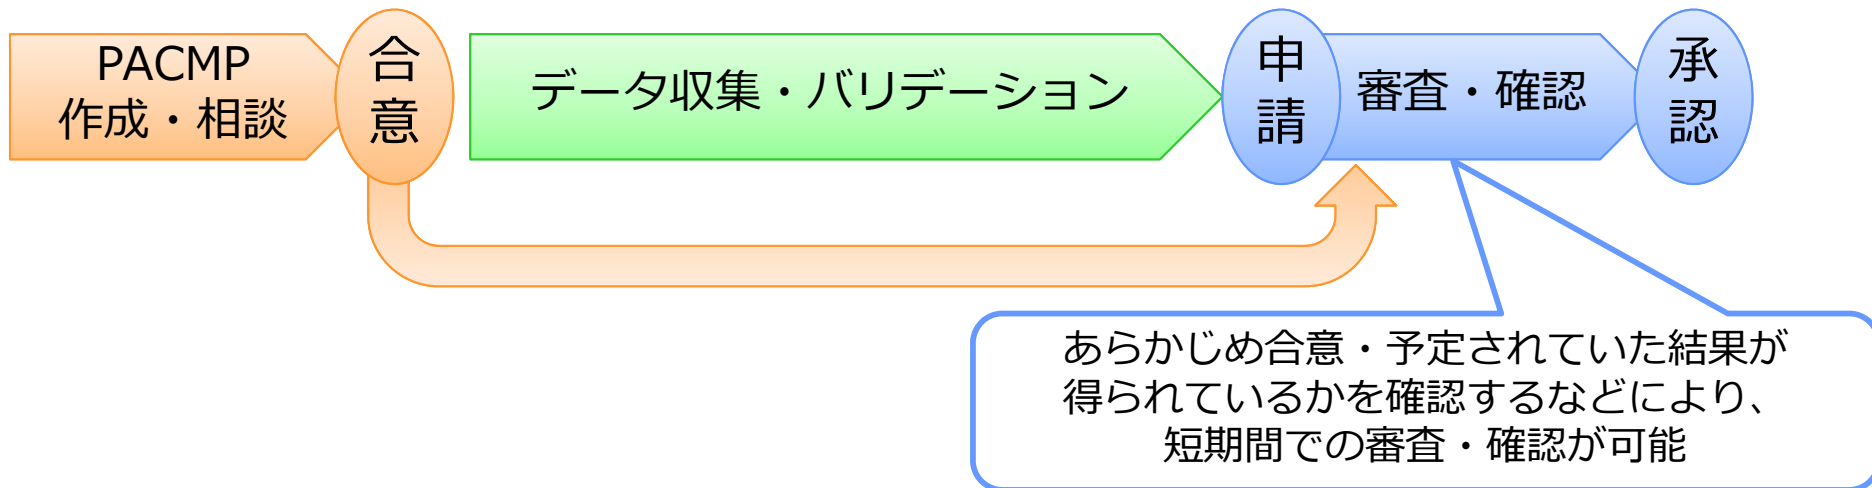 PACMP
作成・相談
合
意
データ収集・バリデーション
申
請
審査・確認
承
認
あらかじめ合意・予定されていた結果が
得られているかを確認するなどにより、
短期間での審査・確認が可能